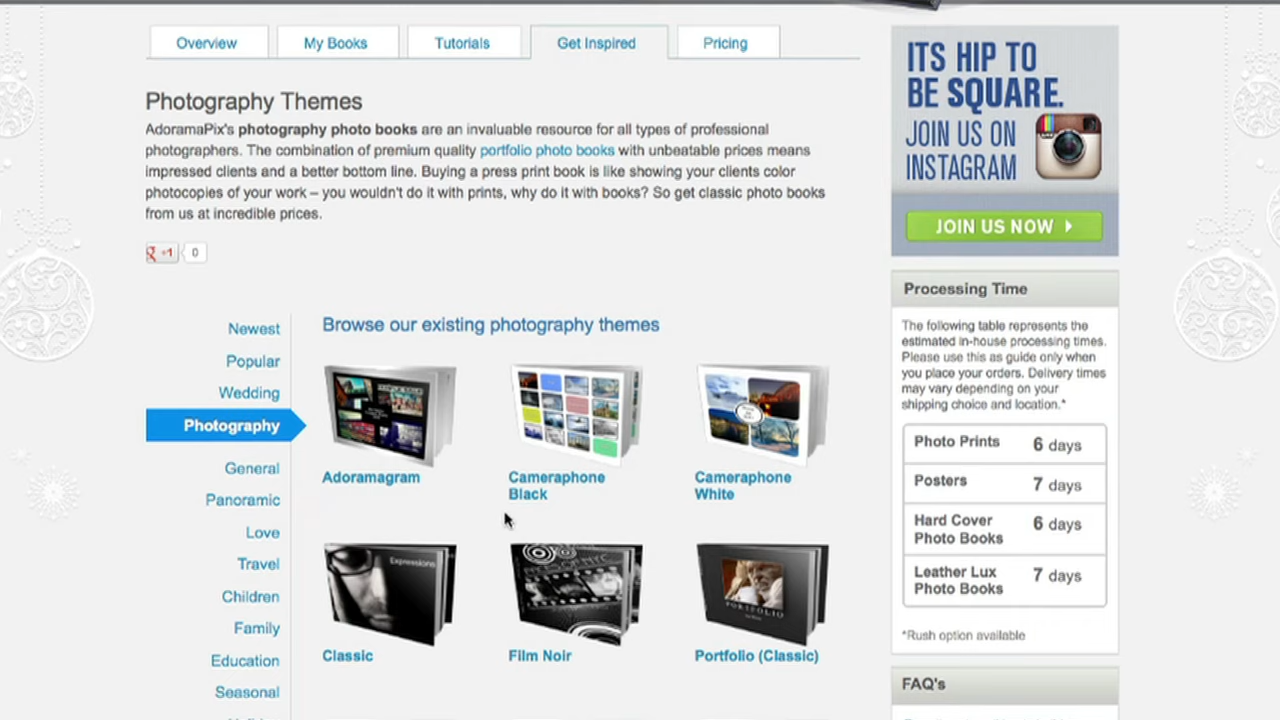 Overview
My Books
Tutorials
Get Inspired
Pricing
Photography Themes
AdoramaPix's photography photo books are an invaluable resource for all types of professional
photographers. The combination of premium quality portfolio photo books with unbeatable prices means
impressed clients and a better bottom line. Buying a press print book is like showing your clients color
photocopies of your work – you wouldn't do it with prints, why do it with books? So get classic photo books
from us at incredible prices.
g +1
0
Newest
Popular
Wedding
Photography
General
Panoramic
Love
Travel
Children
Family
Education
Seasonal
Browse our existing photography themes
Adoramagram
Cameraphone
Black
Cameraphone
White
Expressions
PORTFOLIO
Classic
Film Noir
Portfolio (Classic)
ITS HIP TO
BE SQUARE.
JOIN US ON
INSTAGRAM
JOIN US NOW
Processing Time
The following table represents the
estimated in-house processing times.
Please use this as guide only when
you place your orders. Delivery times
may vary depending on your
shipping choice and location.*
Photo Prints 6 days
Posters 7 days
Hard Cover
Photo Books 6 days
Leather Lux
Photo Books 7 days
*Rush option available
FAQ's